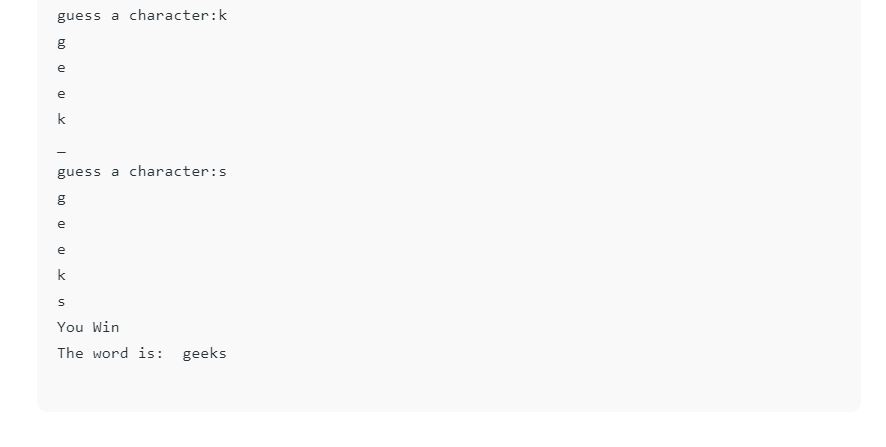 guess a character:k
g
e
e
k
_
guess a character:s
g
e
e
k
s
You Win
The word is:  geeks